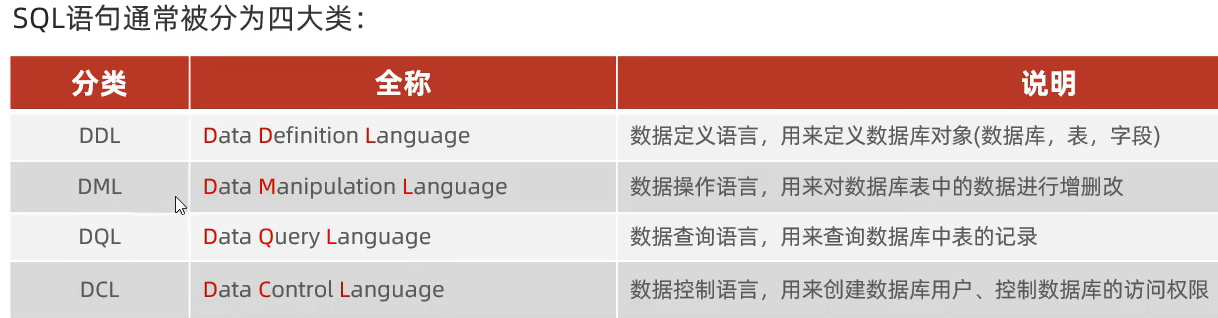 SQL语句通常被分为四大类：
分类 全称 说明
DDL Data Definition Language 数据定义语言，用来定义数据库对象(数据库，表，字段)
DML Data Manipulation Language 数据操作语言，用来对数据库表中的数据进行增删改
DQL Data Query Language 数据查询语言，用来查询数据库中表的记录
DCL Data Control Language 数据控制语言，用来创建数据库用户、控制数据库的访问权限